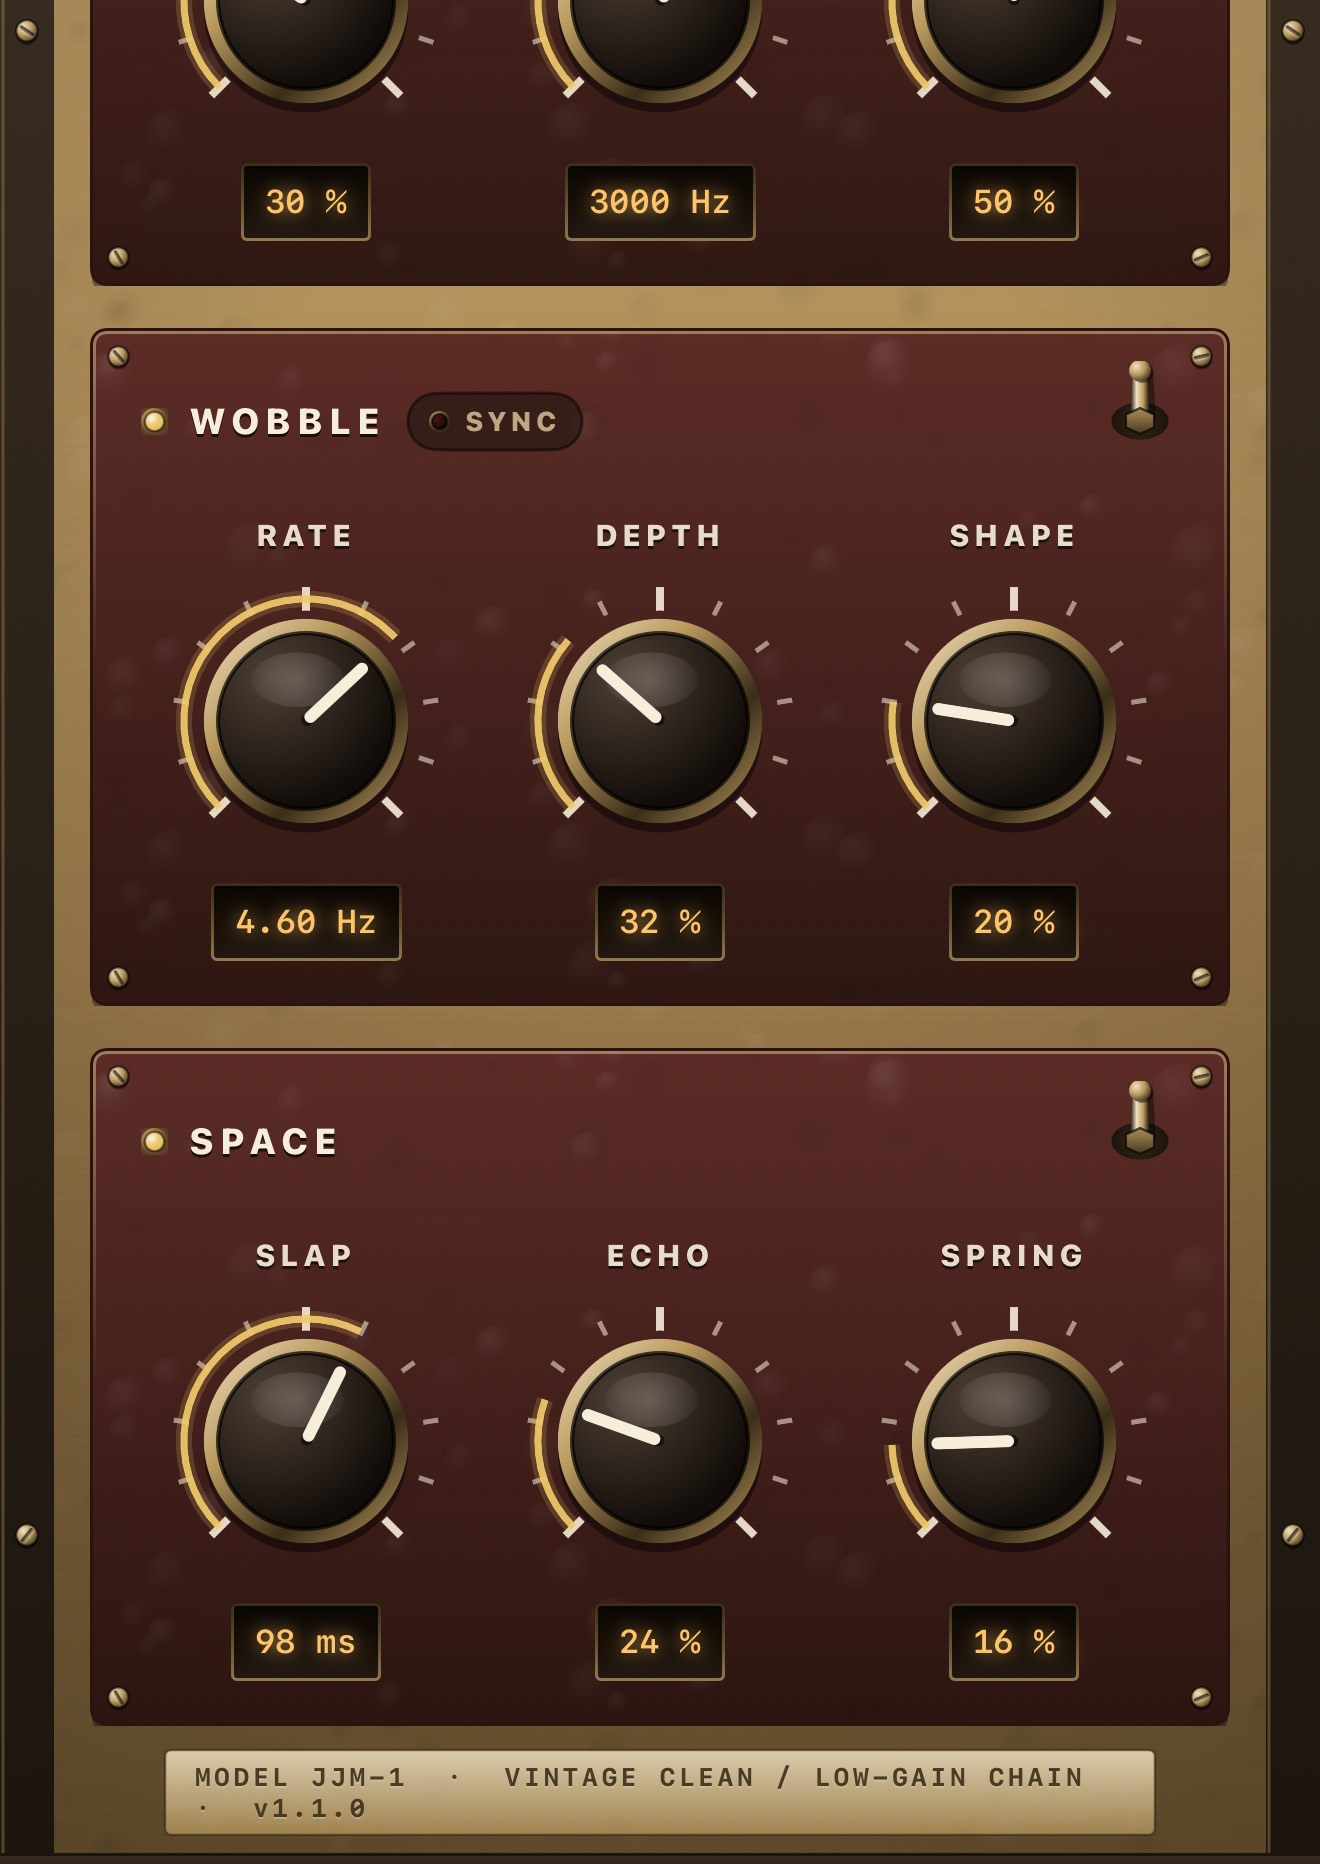 30 %
3000 Hz
50 %
WOBBLE
SYNC
RATE
DEPTH
SHAPE
4.60 Hz
32 %
20 %
SPACE
SLAP
ECHO
SPRING
98 ms
24 %
16 %
MODEL JJM-1 · VINTAGE CLEAN / LOW-GAIN CHAIN
· v1.1.0